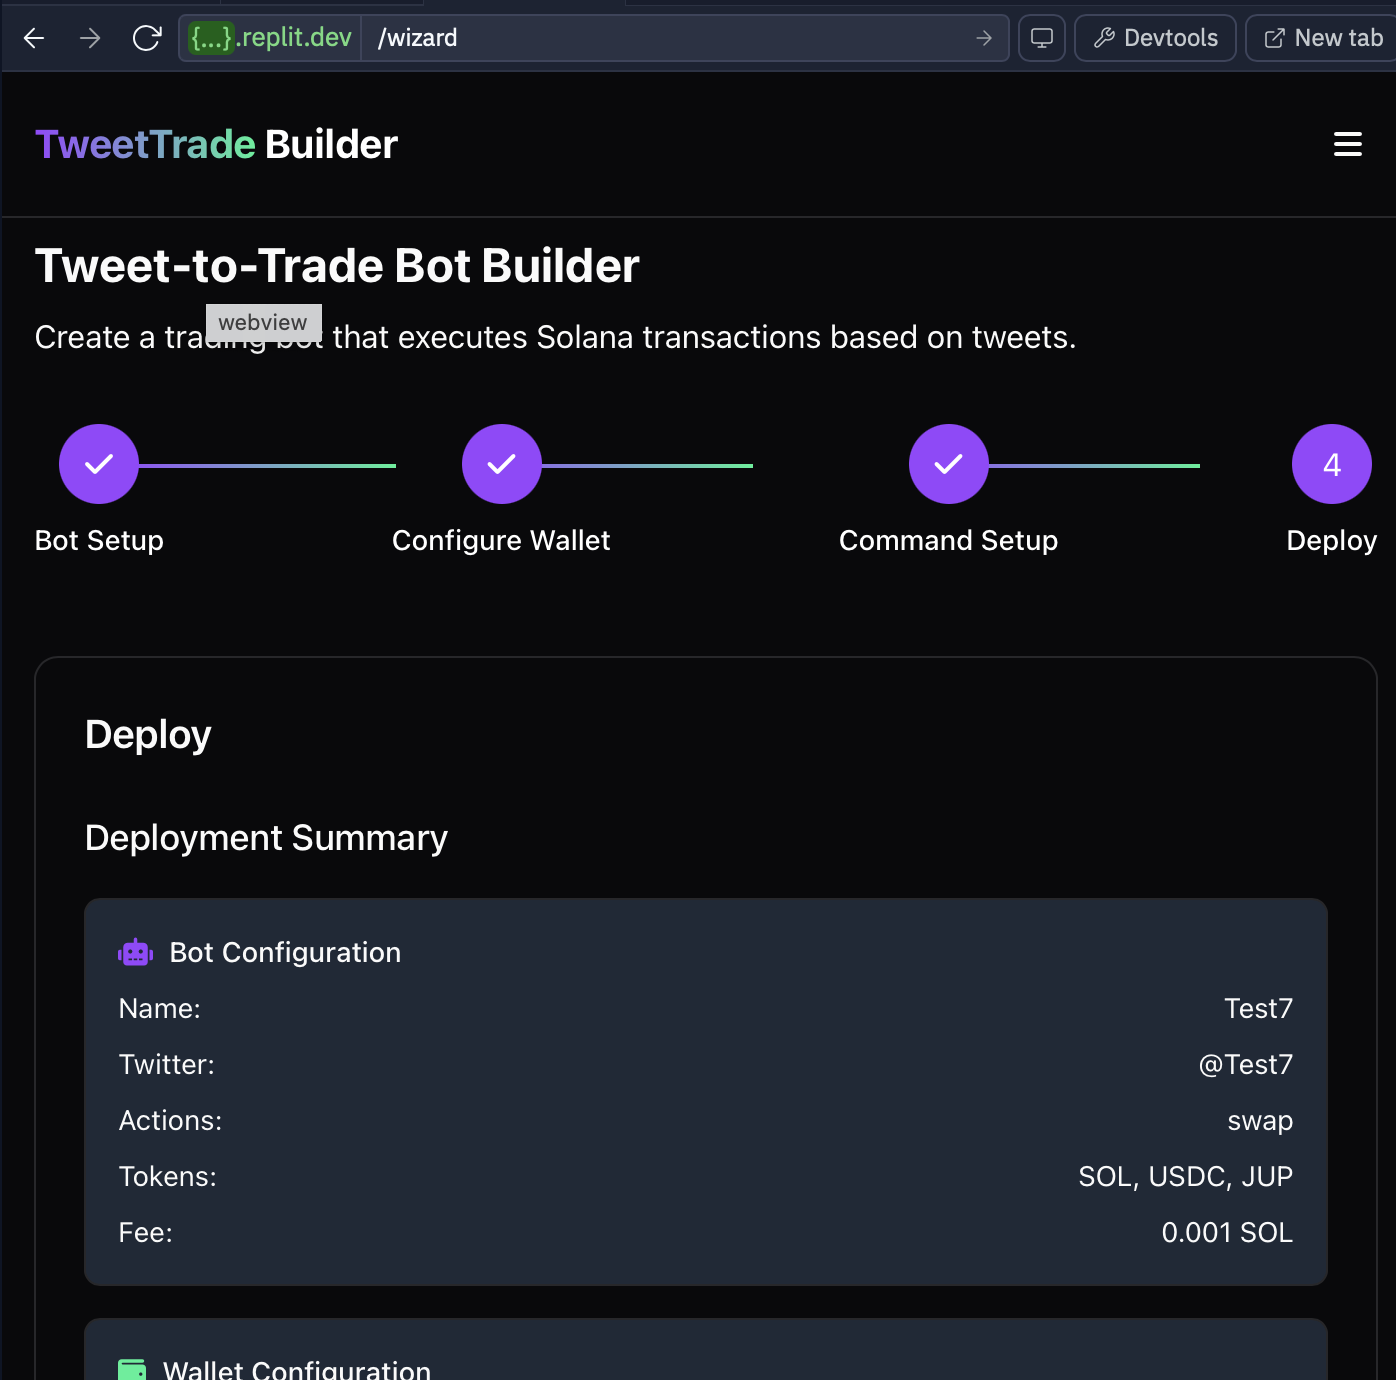 {...}.replit.dev /wizard
Devtools
New tab
TweetTrade Builder
Tweet-to-Trade Bot Builder
webview
Create a trading bot that executes Solana transactions based on tweets.
4
Bot Setup
Configure Wallet
Command Setup
Deploy
Deploy
Deployment Summary
Bot Configuration
Name: Test7
Twitter: @Test7
Actions: swap
Tokens: SOL, USDC, JUP
Fee: 0.001 SOL
Wallet Configuration